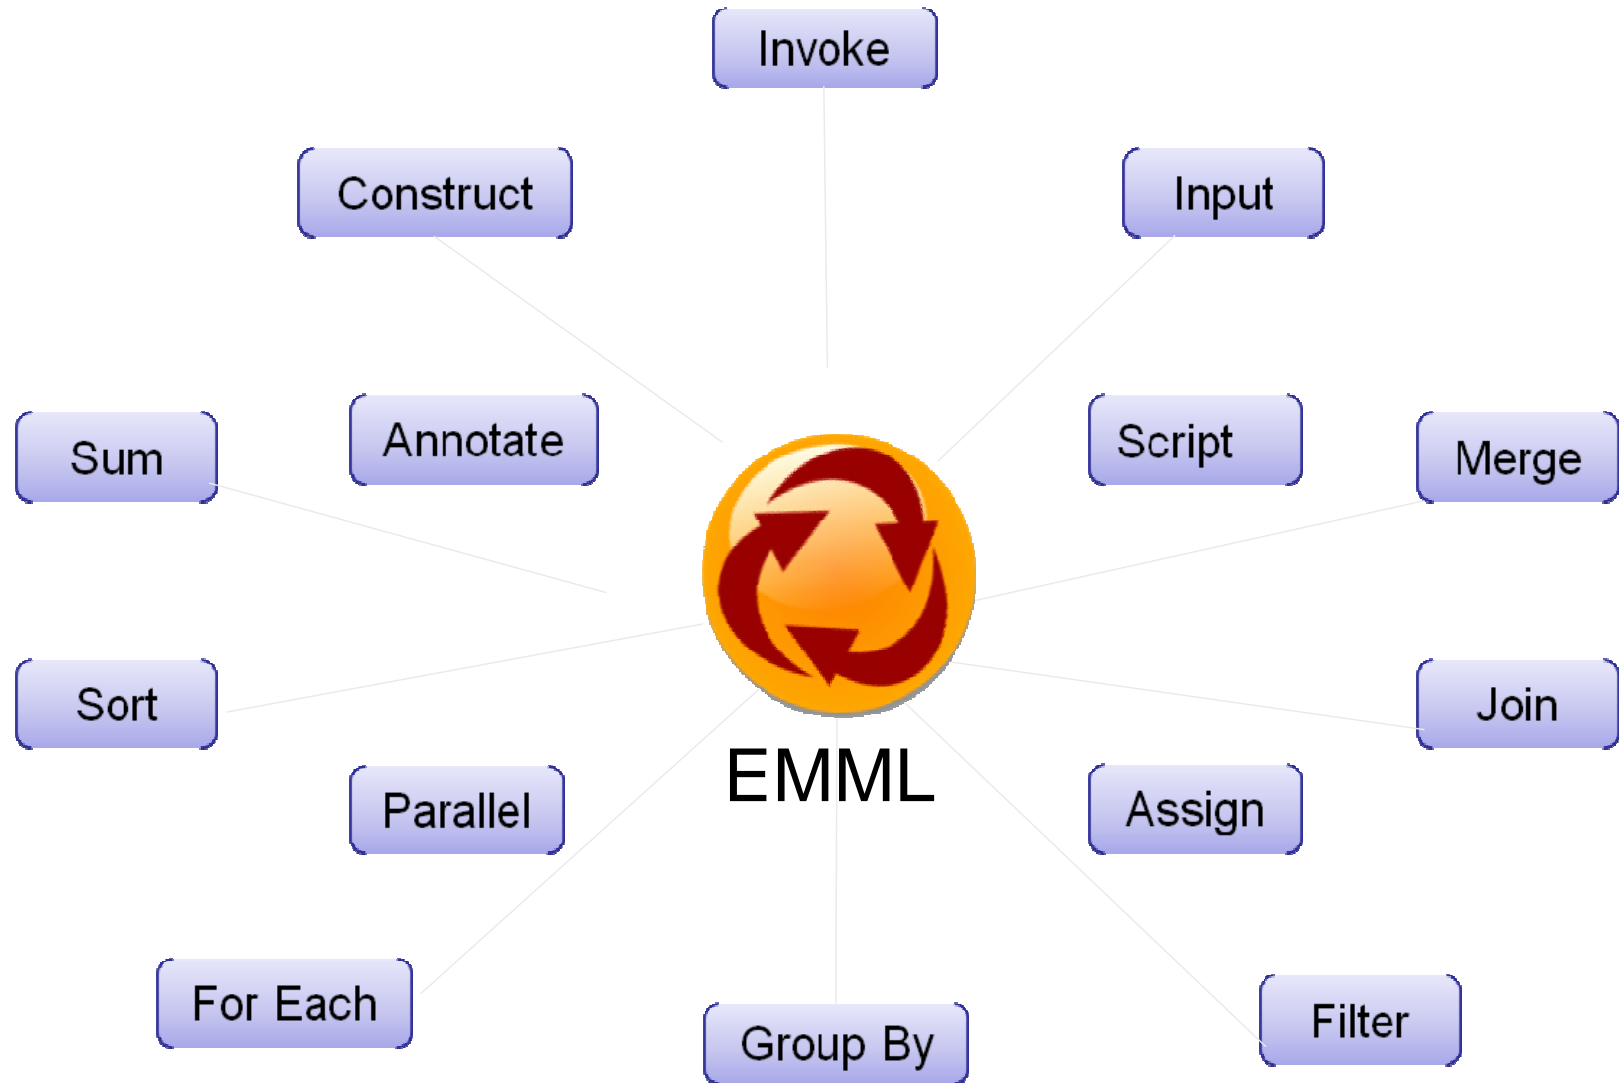 Invoke
Construct
Input
Sum
Annotate
Script
Merge
Sort
Join
EMML
Parallel
Assign
For Each
Group By
Filter